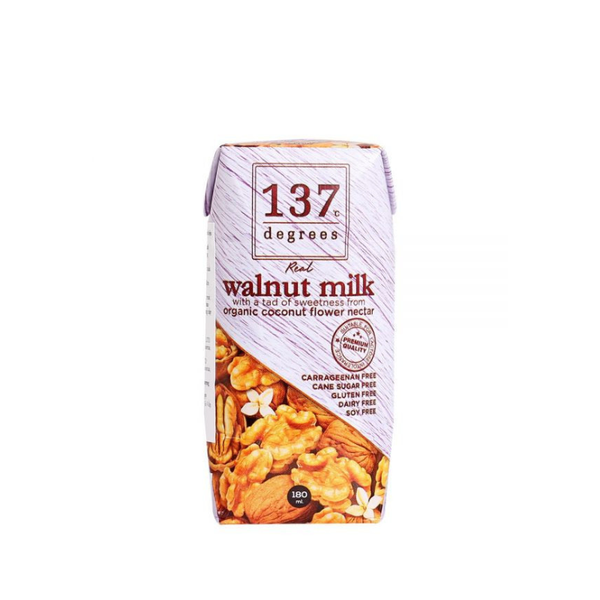 137c
degrees
Real
walnut milk
with a tad of sweetness from
organic coconut flower nectar
PREMIUM
QUALITY
CARRAGEENAN FREE
CANE SUGAR FREE
GLUTEN FREE
DAIRY FREE
SOY FREE
180
ml.